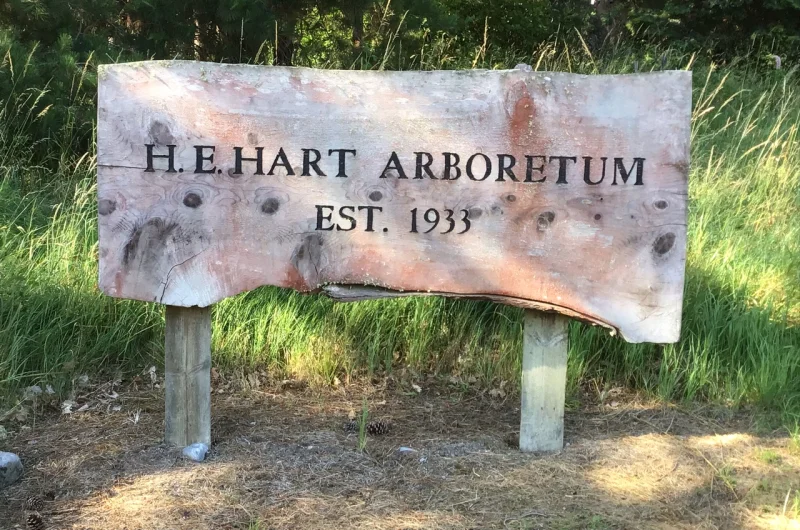 H. E. HART ARBORETUM
EST. 1933